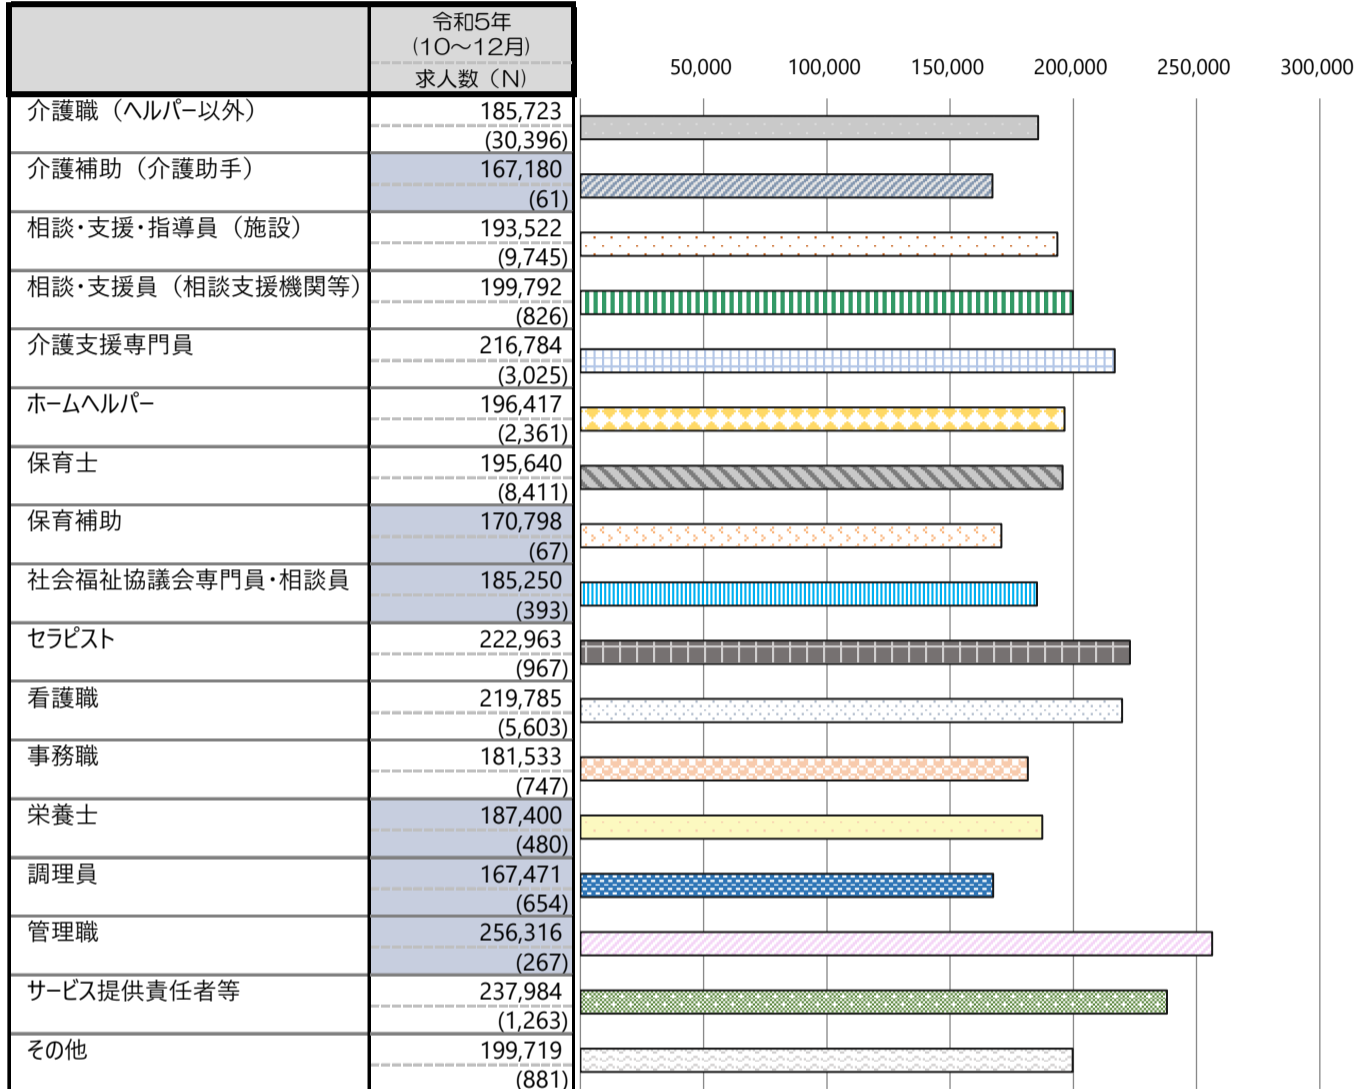 令和5年
(10～12月)
求人数（N）
50,000 100,000 150,000 200,000 250,000 300,000
介護職（ヘルパー以外） 185,723
(30,396)
介護補助（介護助手） 167,180
(61)
相談・支援・指導員（施設） 193,522
(9,745)
相談・支援員（相談支援機関等） 199,792
(826)
介護支援専門員 216,784
(3,025)
ホームヘルパー 196,417
(2,361)
保育士 195,640
(8,411)
保育補助 170,798
(67)
社会福祉協議会専門員・相談員 185,250
(393)
セラピスト 222,963
(967)
看護職 219,785
(5,603)
事務職 181,533
(747)
栄養士 187,400
(480)
調理員 167,471
(654)
管理職 256,316
(267)
サービス提供責任者等 237,984
(1,263)
その他 199,719
(881)